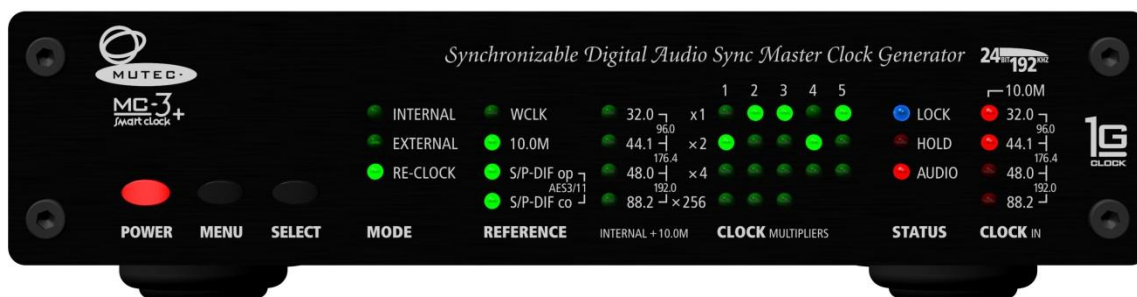 Synchronizable Digital Audio Sync Master Clock Generator
24 BIT 192 KHZ
MUTEC
MC-3+
smart clock
1 2 3 4 5
10.0M
INTERNAL WCLK 32.0 x1 LOCK 32.0
96.0 96.0
EXTERNAL 10.0M 44.1 x2 HOLD 44.1
176.4 176.4
RE-CLOCK S/P-DIF op 48.0 x4 AUDIO 48.0
AES3/11 192.0 192.0
S/P-DIF co 88.2 x256 88.2
1G
CLOCK
POWER MENU SELECT MODE REFERENCE INTERNAL + 10.0M CLOCK MULTIPLIERS STATUS CLOCK IN